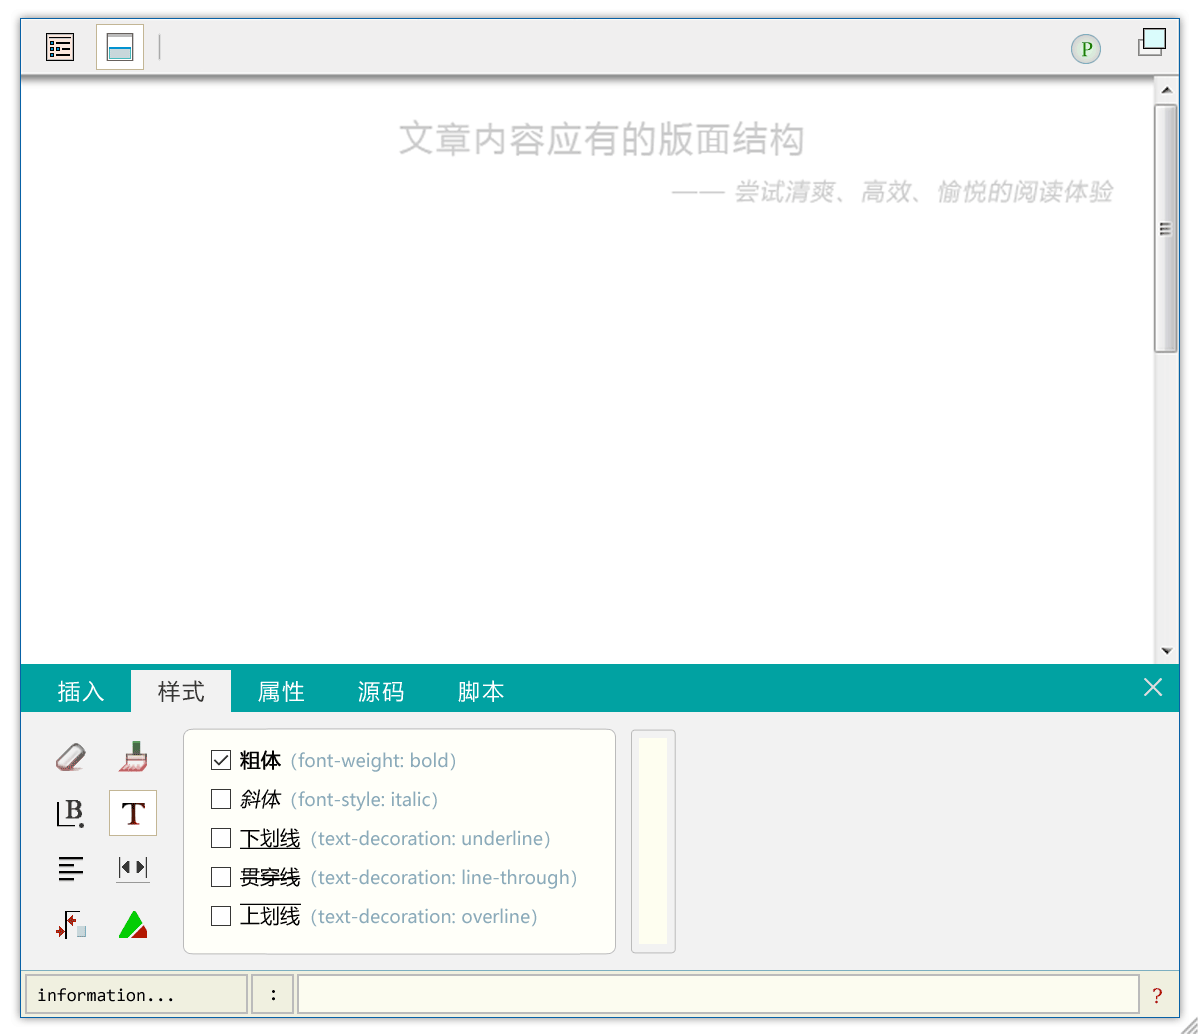 P
文章内容应有的版面结构
—— 尝试清爽、高效、愉悦的阅读体验
插入 样式 属性 源码 脚本
粗体 (font-weight: bold)
斜体 (font-style: italic)
下划线 (text-decoration: underline)
贯穿线 (text-decoration: line-through)
上划线 (text-decoration: overline)
B
T
information... : ?